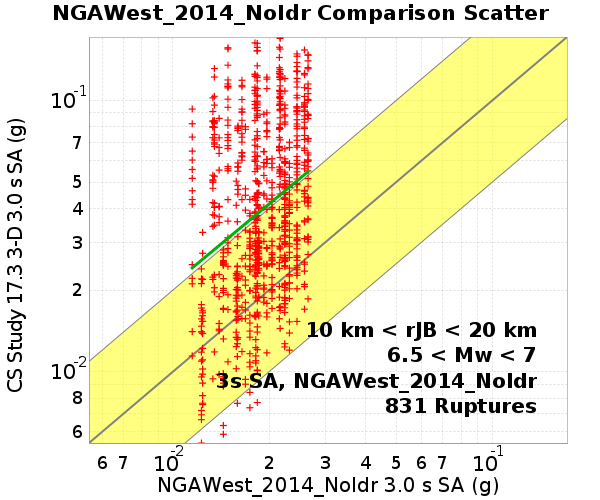 NGAWest_2014_NoIdr Comparison Scatter
CS Study 17.3 3-D 3.0 s SA (g)
10⁻¹
7
5
4
3
2
10⁻²
8
6
10 km < rJB < 20 km
6.5 < Mw < 7
3s SA, NGAWest_2014_NoIdr
831 Ruptures
6 7 10⁻² 2 3 4 6 7 10⁻¹
NGAWest_2014_NoIdr 3.0 s SA (g)